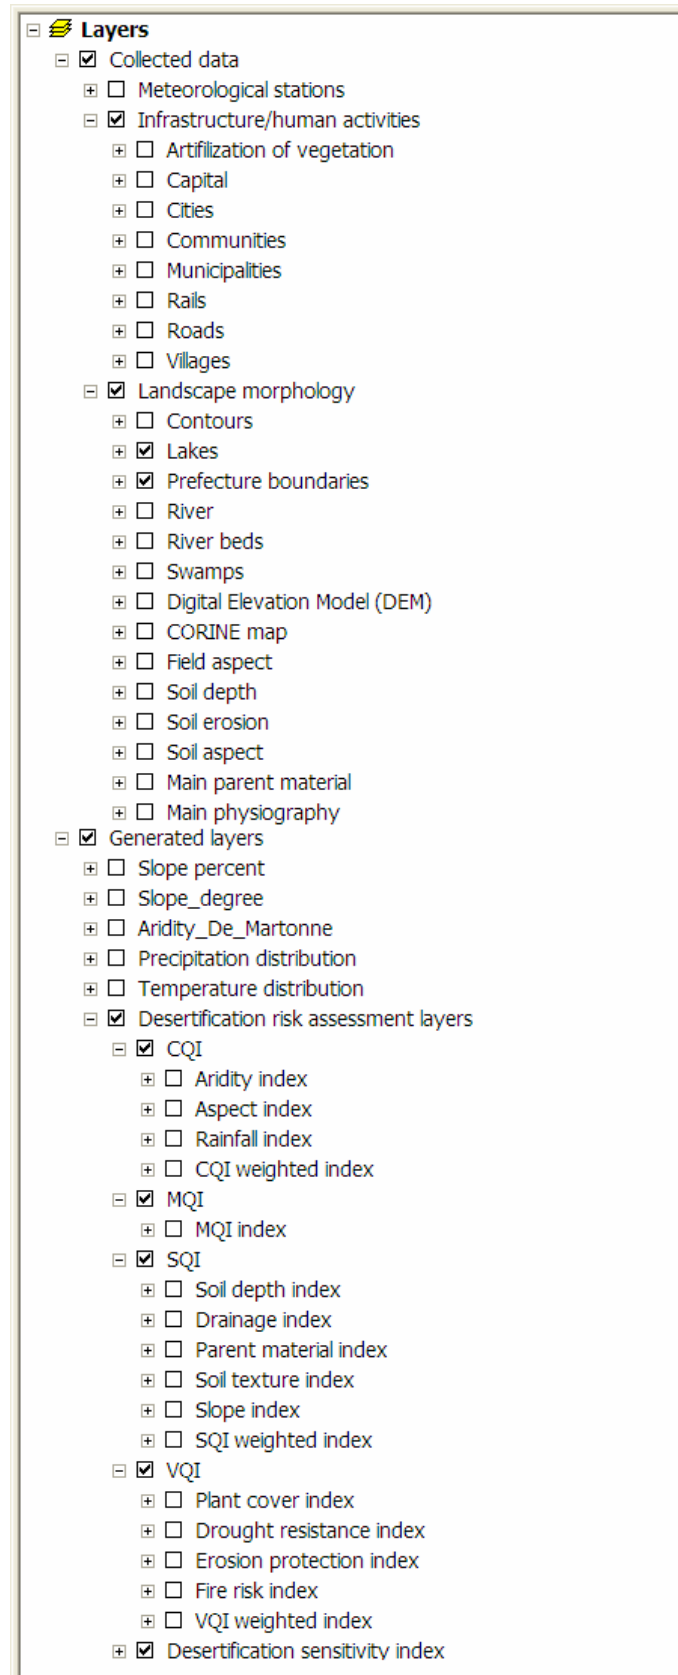 Layers
Collected data
Meteorological stations
Infrastructure/human activities
Artifilization of vegetation
Capital
Cities
Communities
Municipalities
Rails
Roads
Villages
Landscape morphology
Contours
Lakes
Prefecture boundaries
River
River beds
Swamps
Digital Elevation Model (DEM)
CORINE map
Field aspect
Soil depth
Soil erosion
Soil aspect
Main parent material
Main physiography
Generated layers
Slope percent
Slope_degree
Aridity_De_Martonne
Precipitation distribution
Temperature distribution
Desertification risk assessment layers
CQI
Aridity index
Aspect index
Rainfall index
CQI weighted index
MQI
MQI index
SQI
Soil depth index
Drainage index
Parent material index
Soil texture index
Slope index
SQI weighted index
VQI
Plant cover index
Drought resistance index
Erosion protection index
Fire risk index
VQI weighted index
Desertification sensitivity index